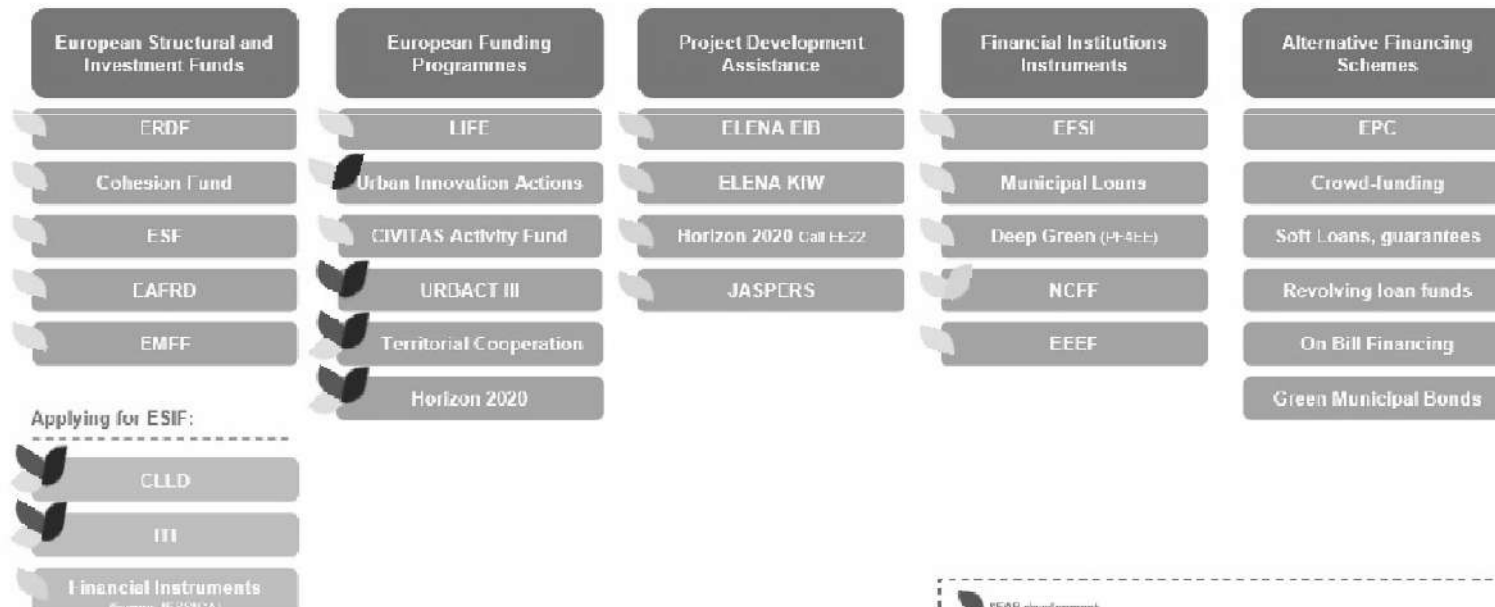 European Structural and
Investment Funds
ERDF
Cohesion Fund
ESF
EAFRD
EMFF
Applying for ESIF:
CLLD
ITI
Financial Instruments
European Funding
Programmes
LIFE
Urban Innovation Actions
CIVITAS Activity Fund
URBACT III
Territorial Cooperation
Horizon 2020
Project Development
Assistance
ELENA EIB
ELENA KfW
Horizon 2020 Call EE22
JASPERS
Financial Institutions
Instruments
EFSI
Municipal Loans
Deep Green (PF4EE)
NCFF
EEEF
Alternative Financing
Schemes
EPC
Crowd-funding
Soft Loans, guarantees
Revolving loan funds
On Bill Financing
Green Municipal Bonds
development